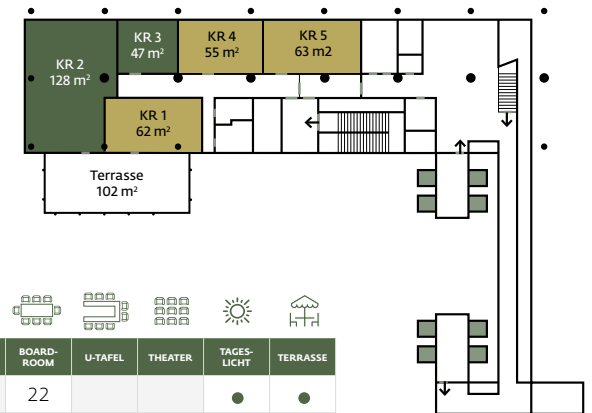 KR 2
128 m²
KR 3
47 m²
KR 4
55 m²
KR 5
63 m2
KR 1
62 m²
Terrasse
102 m²
BOARD-
ROOM
U-TAFEL
THEATER
TAGES-
LICHT
TERRASSE
22